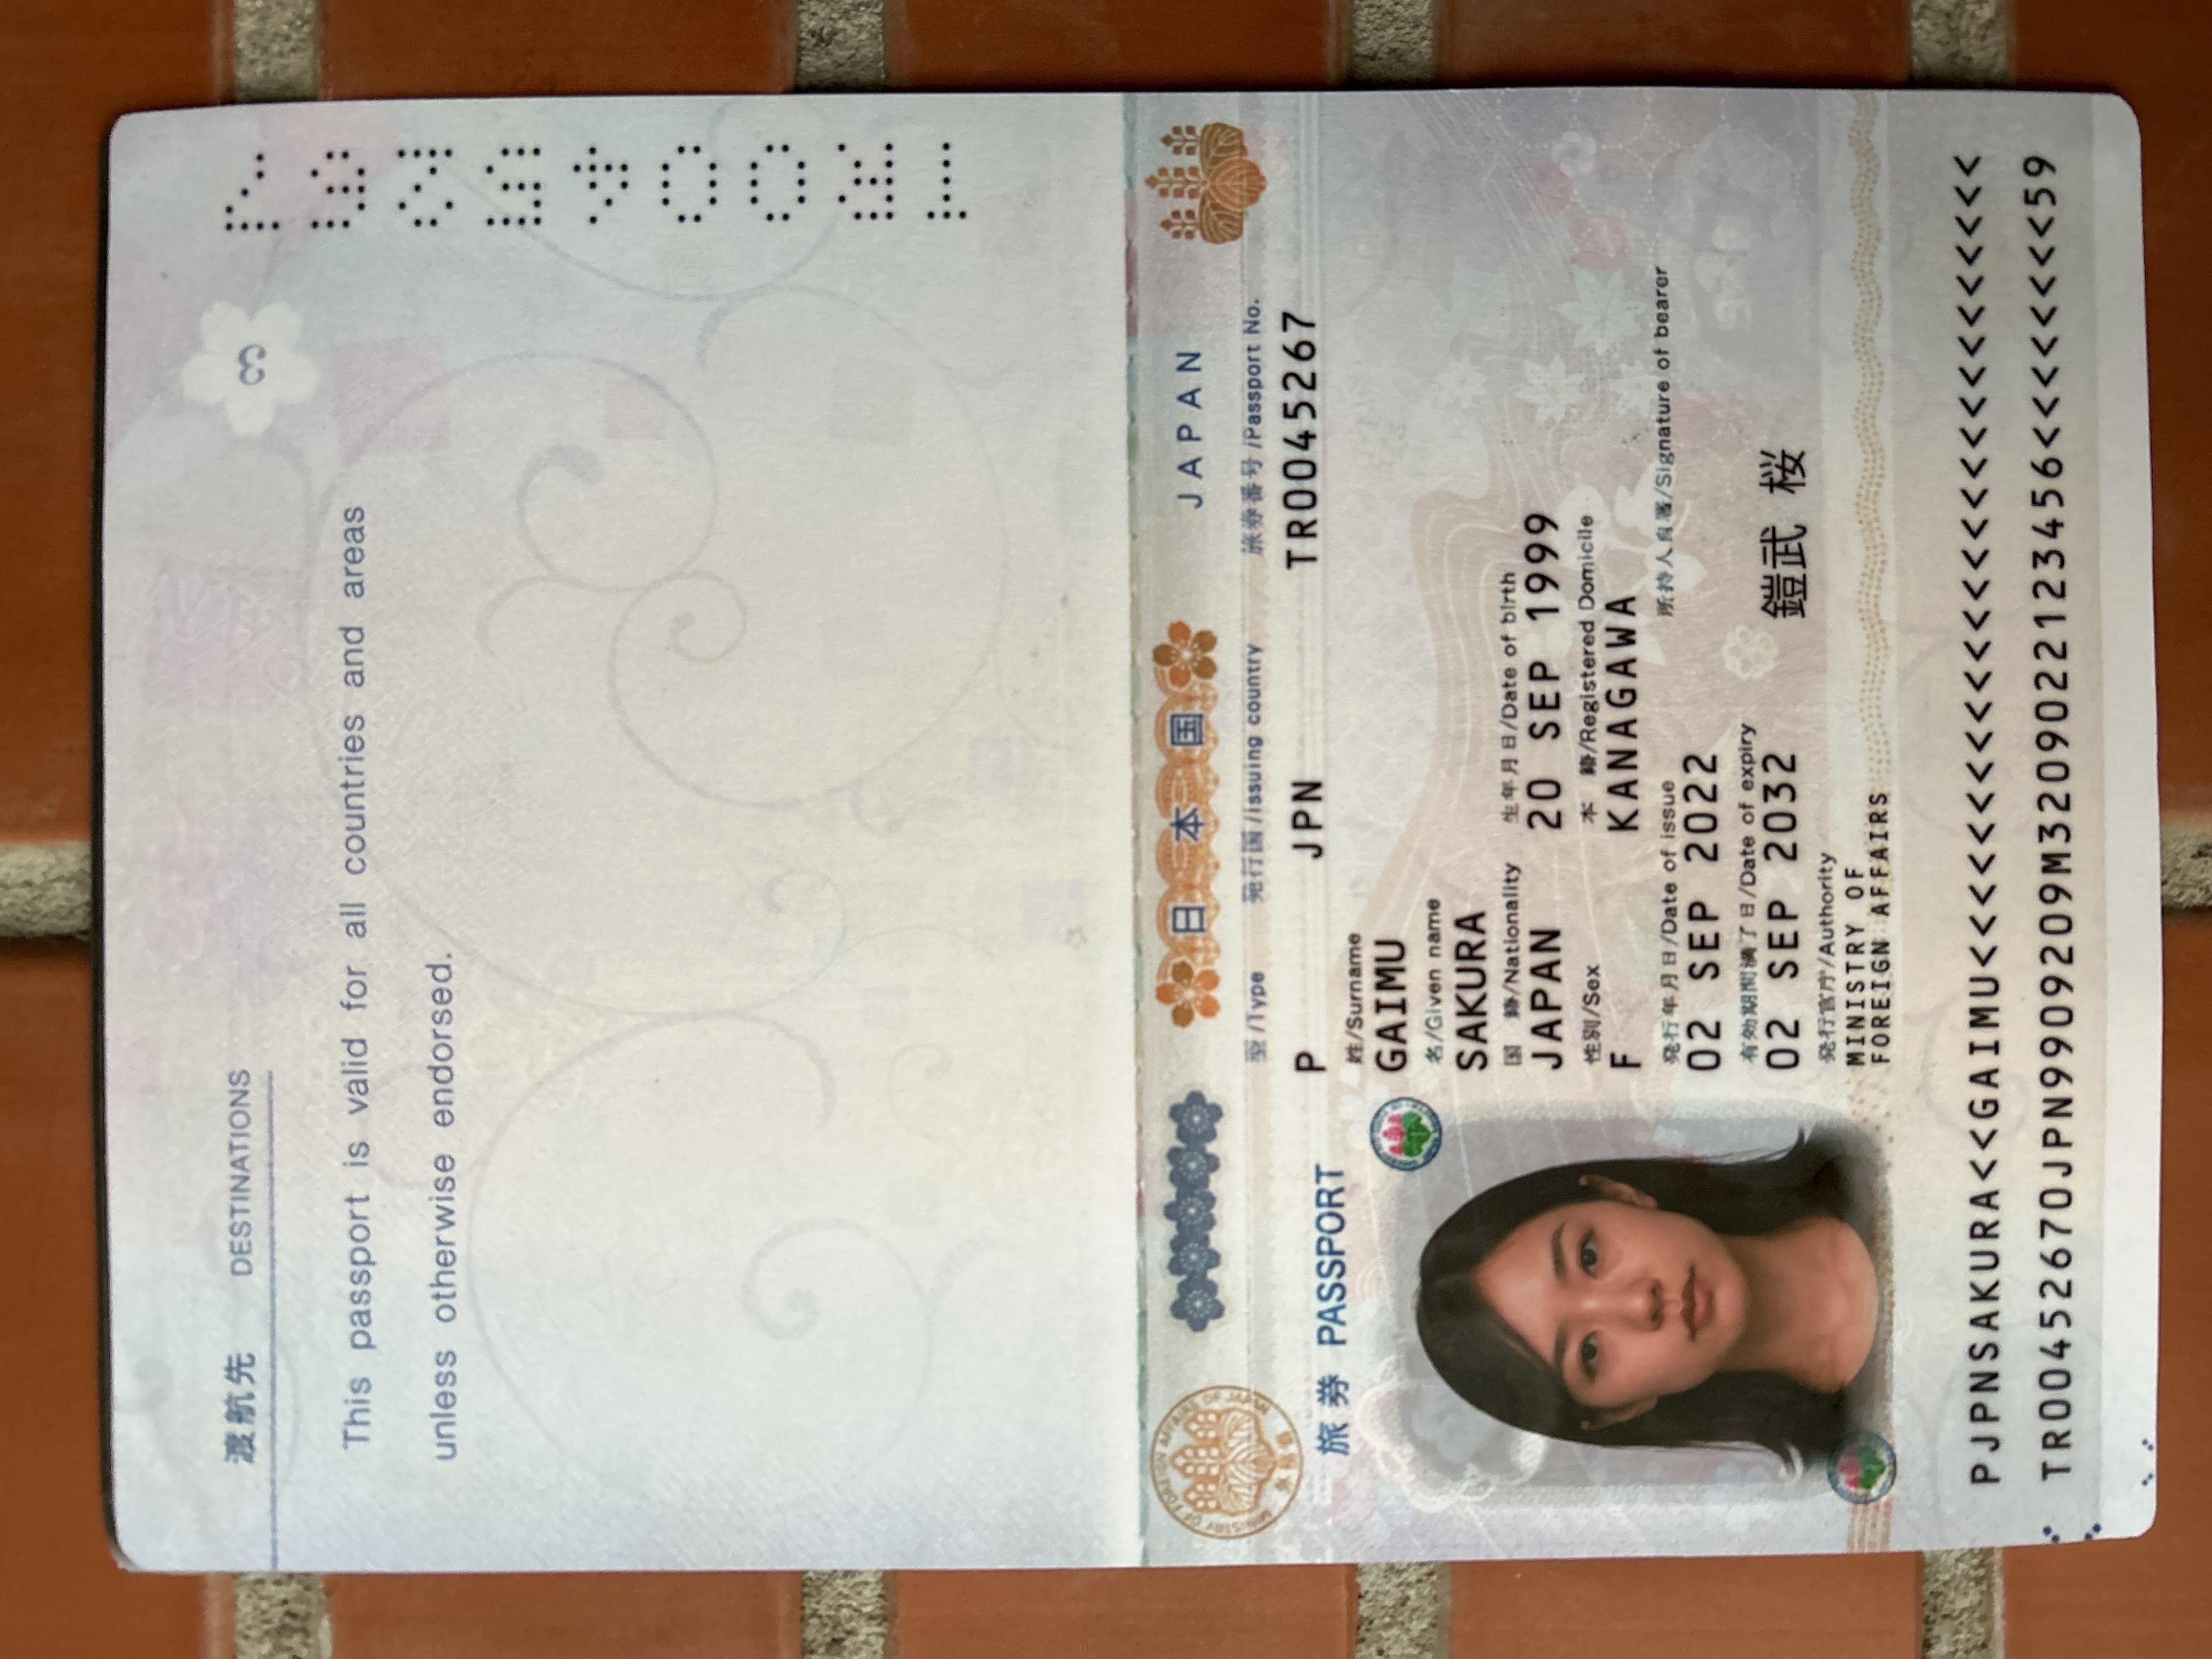 渡航先 DESTINATIONS
3
This passport is valid for all countries and areas
unless otherwise endorsed.
TR0045267
日本国 JAPAN
MINISTRY OF FOREIGN AFFAIRS OF JAPAN
型/Type 発行国/Issuing country 旅券番号/Passport No.
旅券 PASSPORT
P JPN TR0045267
姓/Surname
GAIMU
名/Given name
SAKURA
国 籍/Nationality 生年月日/Date of birth
JAPAN 20 SEP 1999
性別/Sex 本 籍/Registered Domicile
F KANAGAWA
発行年月日/Date of issue 所持人自署/Signature of bearer
02 SEP 2022
有効期間満了日/Date of expiry
02 SEP 2032 鎧武 桜
発行官庁/Authority
MINISTRY OF
FOREIGN AFFAIRS
PJPNSAKURA<<GAIMU<<<<<<<<<<<<<<<<<<<<<<<<<<<
TR00452670JPN9909209M3209022123456<<<<<<<<59